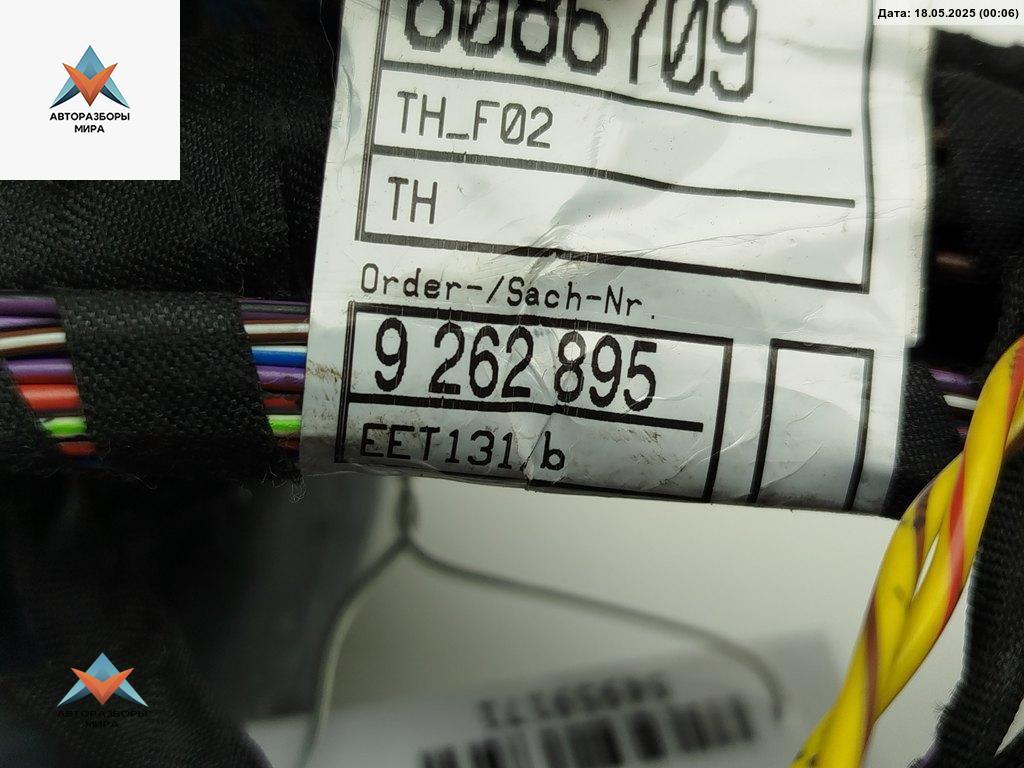 Дата: 18.05.2025 (00:06)
АВТОРАЗБОРЫ
МИРА
6086709
TH_F02
TH
Order-/Sach-Nr.
9 262 895
EET131 b
АВТОРАЗБОРЫ
МИРА